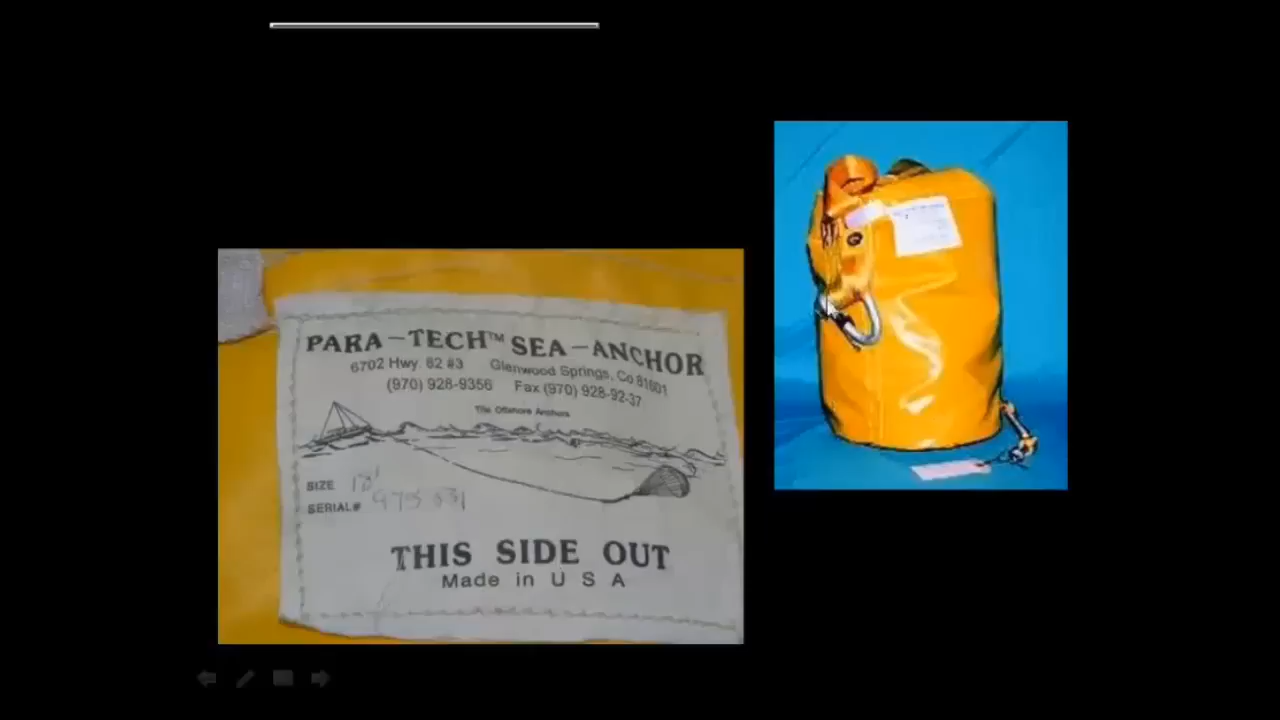 PARA-TECH™ SEA-ANCHOR
6702 Hwy. 82 #3 Glenwood Springs, Co 81601
(970) 928-9356 Fax (970) 928-92-37
The Offshore Anchors
SIZE 18'
SERIAL#
THIS SIDE OUT
Made in U S A